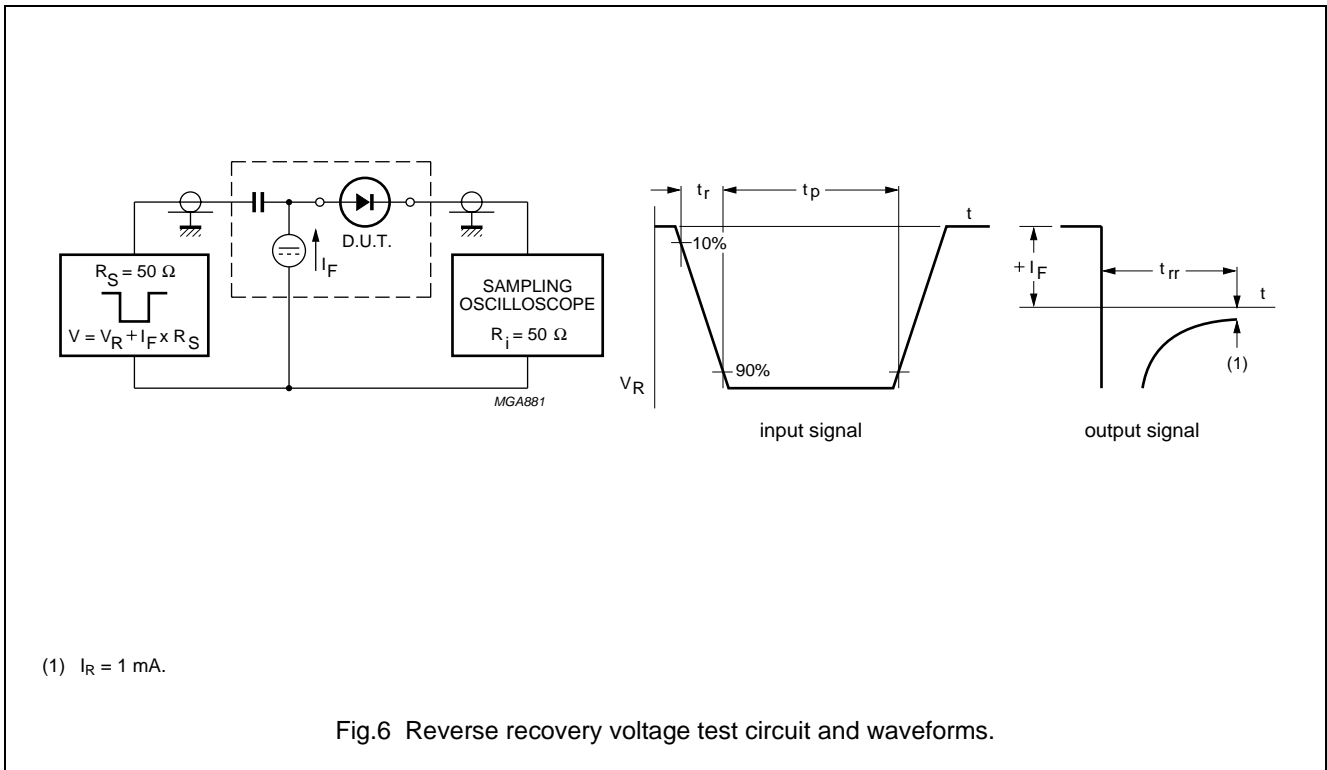 R_S = 50 Ω
V = V_R + I_F x R_S
I_F
D.U.T.
SAMPLING
OSCILLOSCOPE
R_i = 50 Ω
MGA881
t_r
t_p
t
10%
90%
V_R
input signal
+ I_F
t_rr
t
(1)
output signal
(1) I_R = 1 mA.
Fig.6 Reverse recovery voltage test circuit and waveforms.